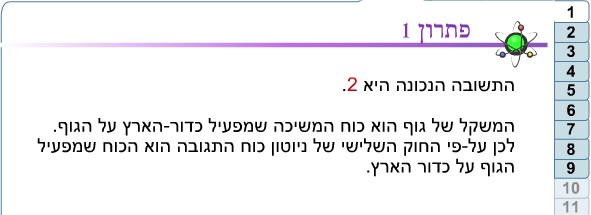 פתרון 1
התשובה הנכונה היא 2.
המשקל של גוף הוא כוח המשיכה שמפעיל כדור-הארץ על הגוף.
לכן על-פי החוק השלישי של ניוטון כוח התגובה הוא הכוח שמפעיל
הגוף על כדור הארץ.
1
2
3
4
5
6
7
8
9
10
11